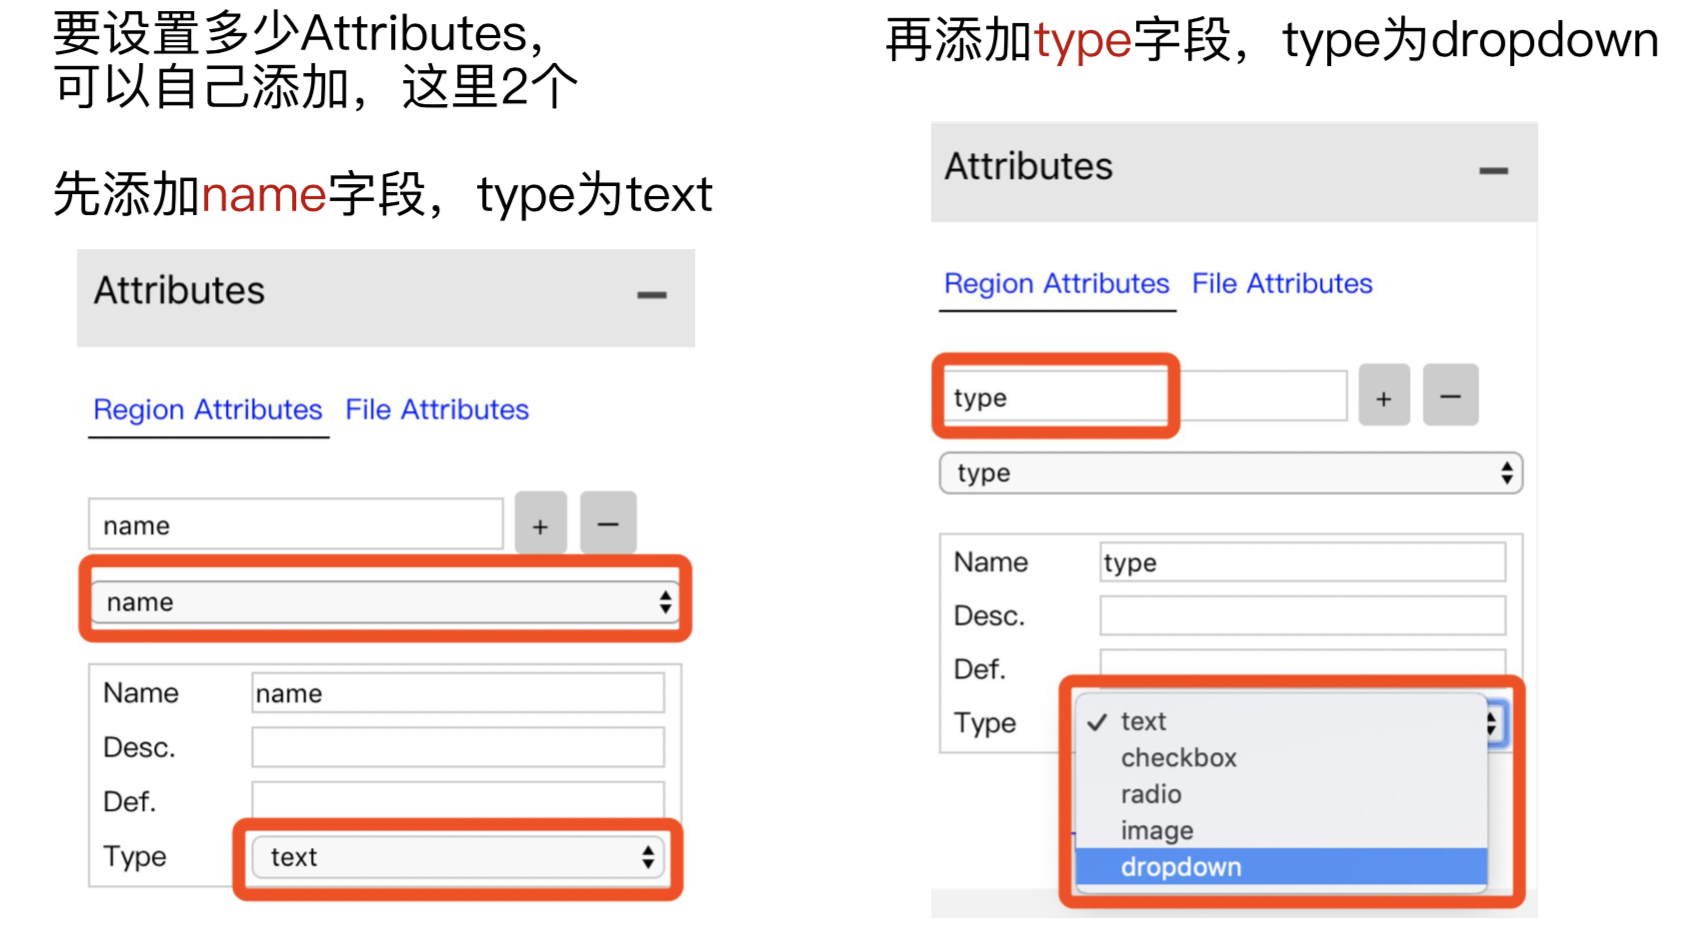 要设置多少Attributes，
可以自己添加，这里2个
先添加name字段，type为text
Attributes
Region Attributes File Attributes
name + —
name
Name name
Desc.
Def.
Type text
再添加type字段，type为dropdown
Attributes
Region Attributes File Attributes
type + —
type
Name type
Desc.
Def.
Type
✓ text
checkbox
radio
image
dropdown